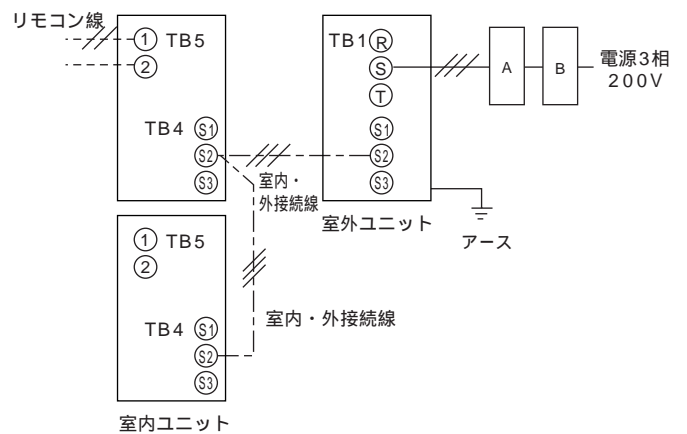 リモコン線
1 TB5
2
TB4 S1
S2
S3
TB1 R
S
T
S1
S2
S3
A
B
電源3相
200V
室内・
外接続線
室外ユニット
アース
1 TB5
2
TB4 S1
S2
S3
室内・外接続線
室内ユニット